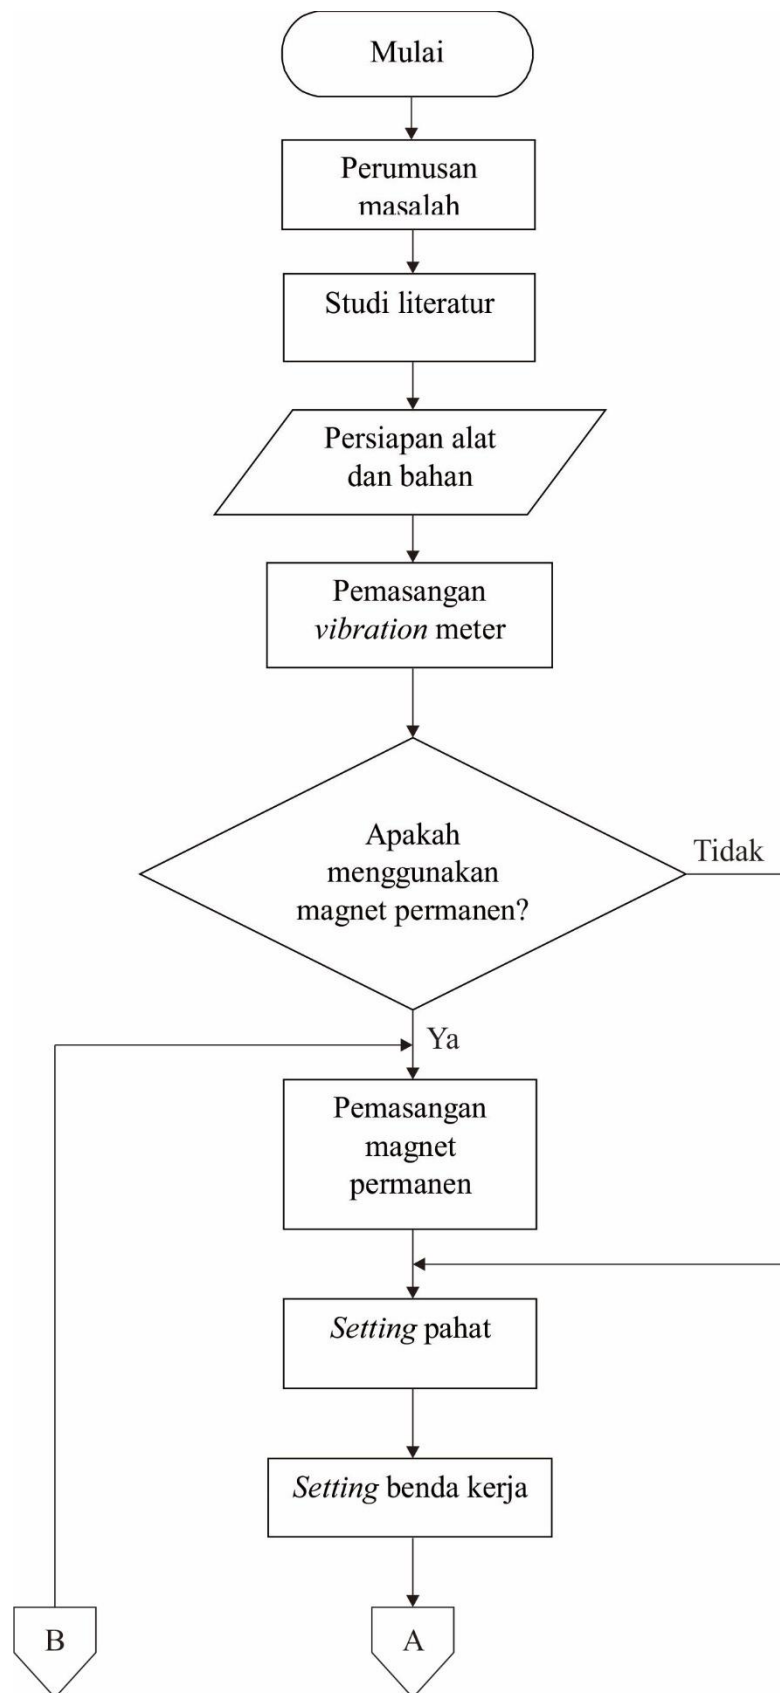 Mulai
Perumusan
masalah
Studi literatur
Persiapan alat
dan bahan
Pemasangan
vibration meter
Apakah
menggunakan
magnet permanen?
Tidak
Ya
Pemasangan
magnet
permanen
Setting pahat
Setting benda kerja
B
A